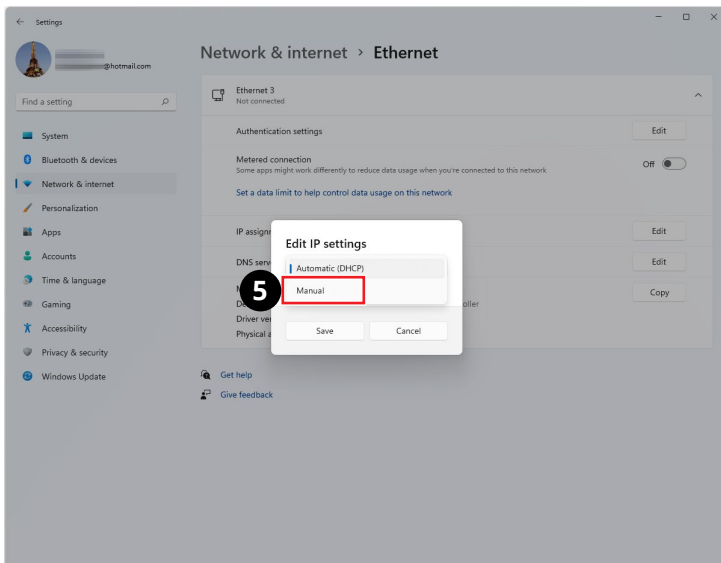 Settings
@hotmail.com
Find a setting
System
Bluetooth & devices
Network & internet
Personalization
Apps
Accounts
Time & language
Gaming
Accessibility
Privacy & security
Windows Update
Network & internet > Ethernet
Ethernet 3
Not connected
Authentication settings
Edit
Metered connection
Some apps might work differently to reduce data usage when you're connected to this network
Off
Set a data limit to help control data usage on this network
IP assign
Edit
DNS serv
Edit
Copy
Driver ver
Physical a
oller
Edit IP settings
Automatic (DHCP)
5
Manual
Save
Cancel
Get help
Give feedback